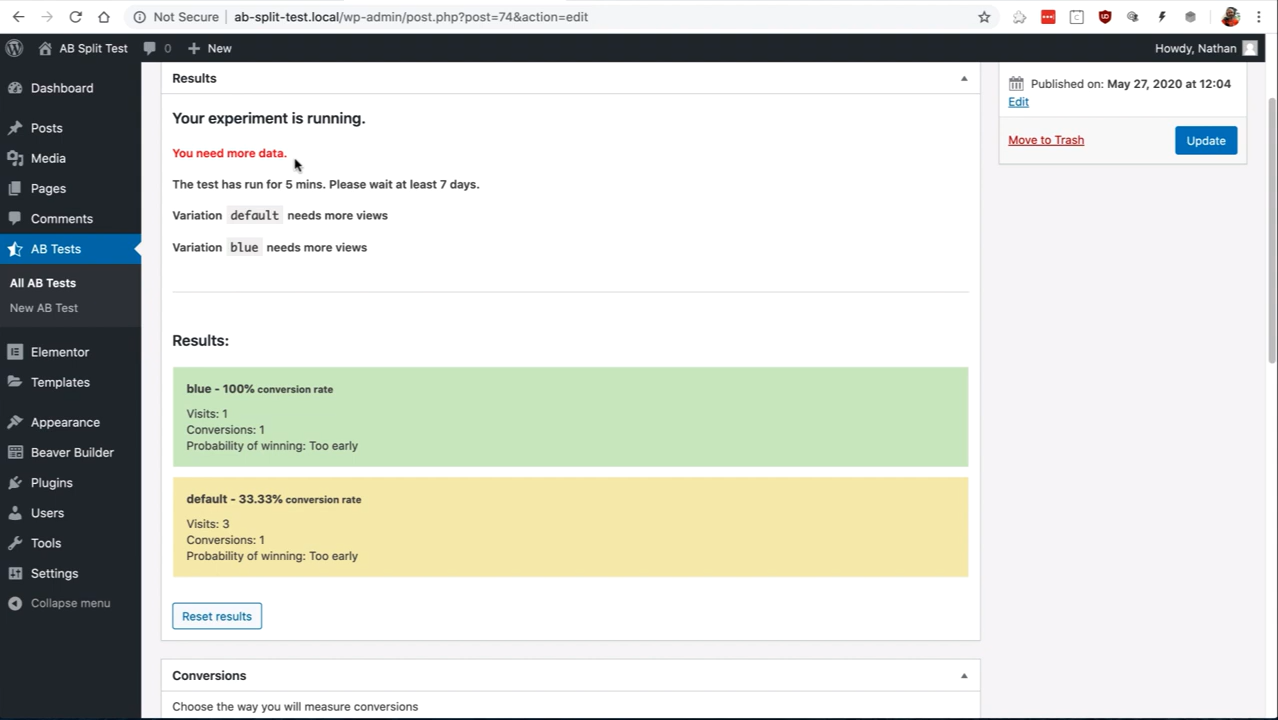 Not Secure | ab-split-test.local/wp-admin/post.php?post=74&action=edit
AB Split Test 0 New Howdy, Nathan
Dashboard
Posts
Media
Pages
Comments
AB Tests
All AB Tests
New AB Test
Elementor
Templates
Appearance
Beaver Builder
Plugins
Users
Tools
Settings
Collapse menu
Results
Your experiment is running.
You need more data.
The test has run for 5 mins. Please wait at least 7 days.
Variation default needs more views
Variation blue needs more views
Results:
blue - 100% conversion rate
Visits: 1
Conversions: 1
Probability of winning: Too early
default - 33.33% conversion rate
Visits: 3
Conversions: 1
Probability of winning: Too early
Reset results
Conversions
Choose the way you will measure conversions
Published on: May 27, 2020 at 12:04
Edit
Move to Trash Update